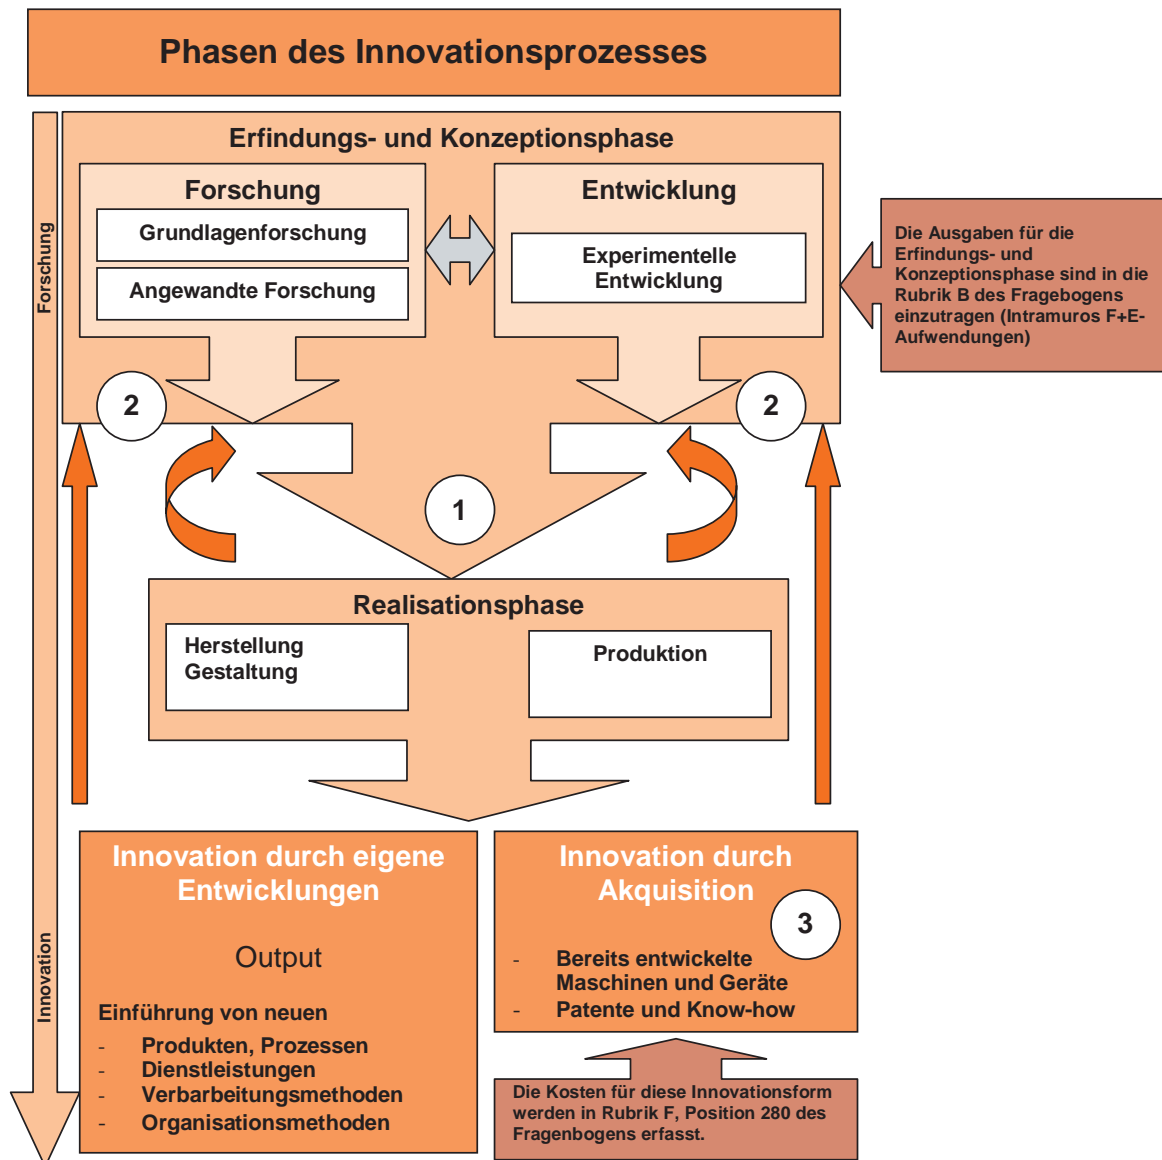 Phasen des Innovationsprozesses
Erfindungs- und Konzeptionsphase
Forschung
Grundlagenforschung
Angewandte Forschung
Entwicklung
Experimentelle
Entwicklung
Die Ausgaben für die
Erfindungs- und
Konzeptionsphase sind in die
Rubrik B des Fragebogens
einzutragen (Intramuros F+E-
Aufwendungen)
Forschung
2
2
1
Realisationsphase
Herstellung
Gestaltung
Produktion
Innovation durch eigene
Entwicklungen
Output
Einführung von neuen
- Produkten, Prozessen
- Dienstleistungen
- Verbarbeitungsmethoden
- Organisationsmethoden
Innovation durch
Akquisition
3
- Bereits entwickelte
Maschinen und Geräte
- Patente und Know-how
Die Kosten für diese Innovationsform
werden in Rubrik F, Position 280 des
Fragenbogens erfasst.
Innovation